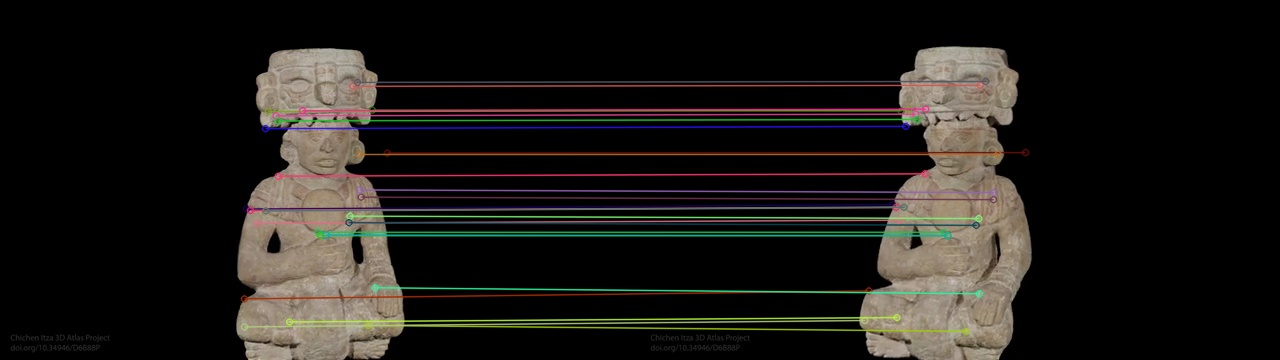 Chichen Itza 3D Atlas Project
doi.org/10.34946/D6B88P
Chichen Itza 3D Atlas Project
doi.org/10.34946/D6B88P